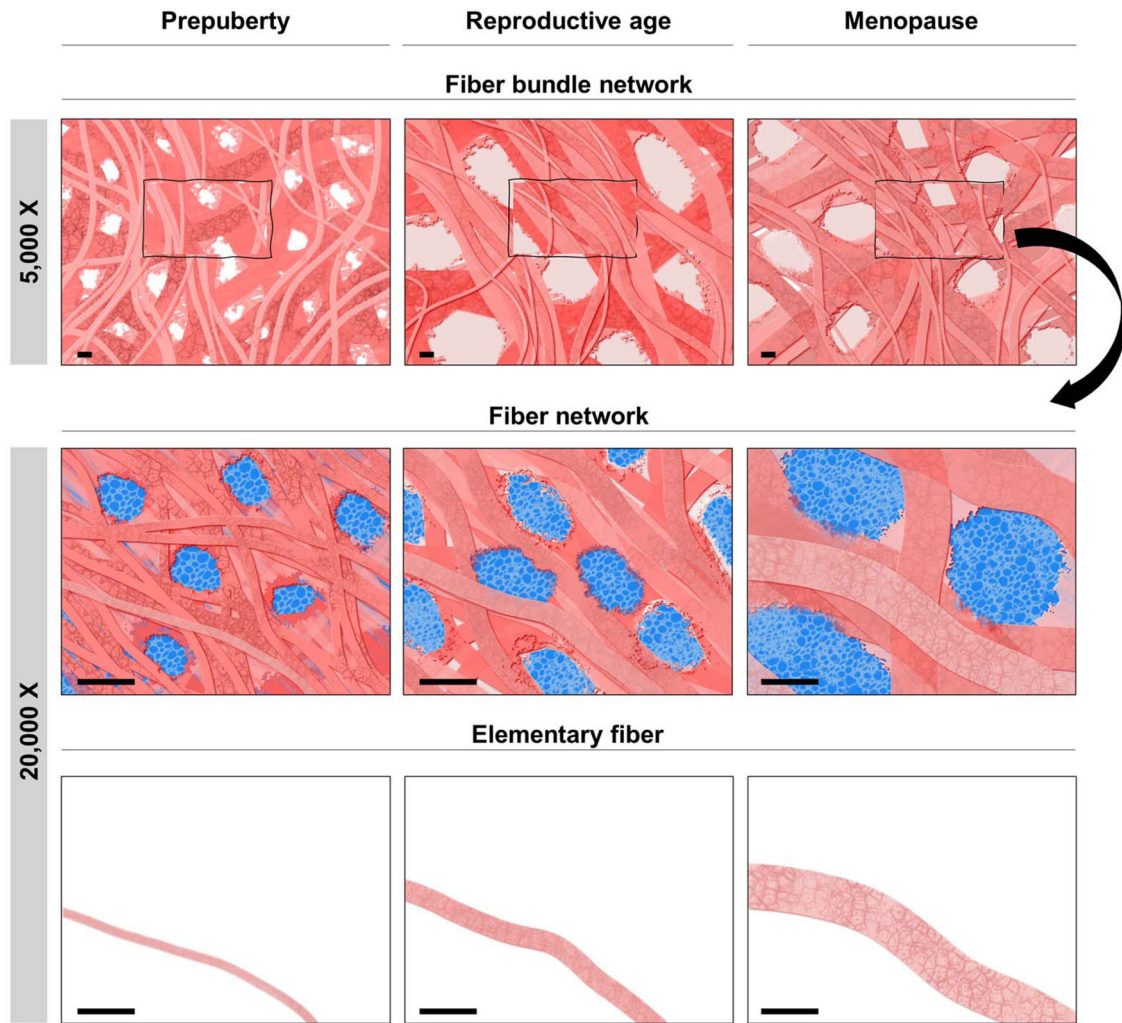 Prepuberty
Reproductive age
Menopause
Fiber bundle network
5,000 X
Fiber network
20,000 X
Elementary fiber